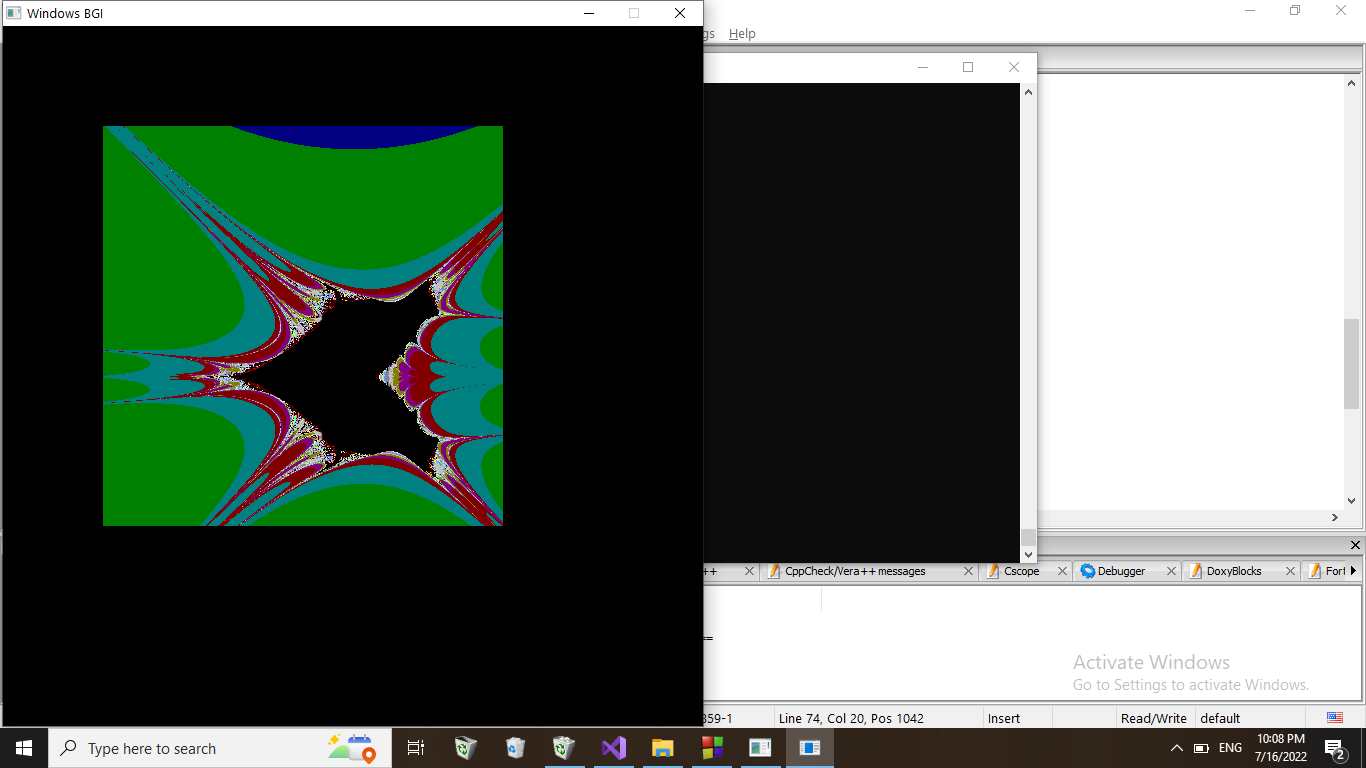 Windows BGI
gs Help
++ CppCheck/Vera++ messages Cscope Debugger DoxyBlocks Fort
==
Activate Windows
Go to Settings to activate Windows.
859-1 Line 74, Col 20, Pos 1042 Insert Read/Write default
Type here to search
ENG
10:08 PM
7/16/2022
2